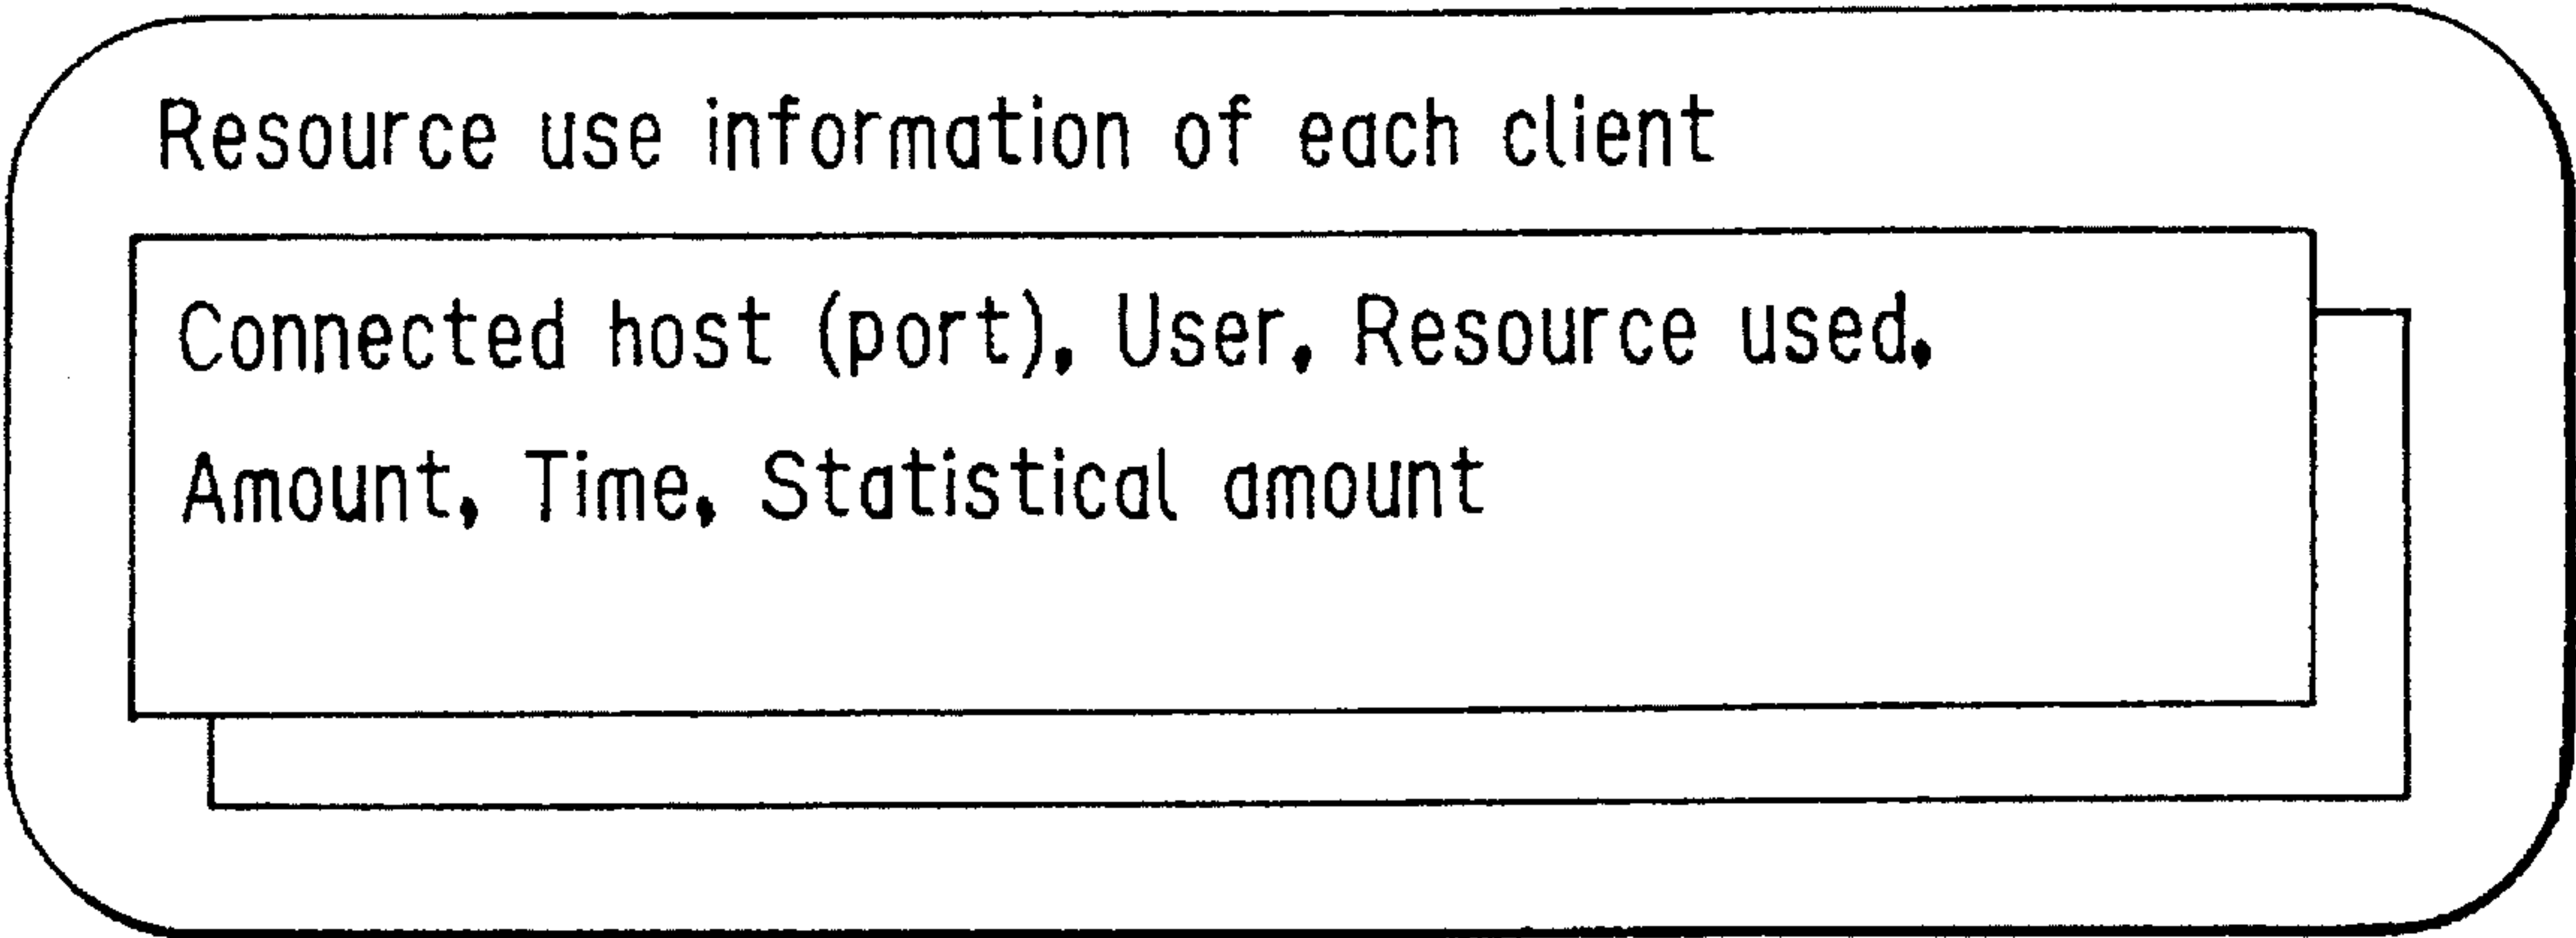 Resource use information of each client
Connected host (port), User, Resource used,
Amount, Time, Statistical amount